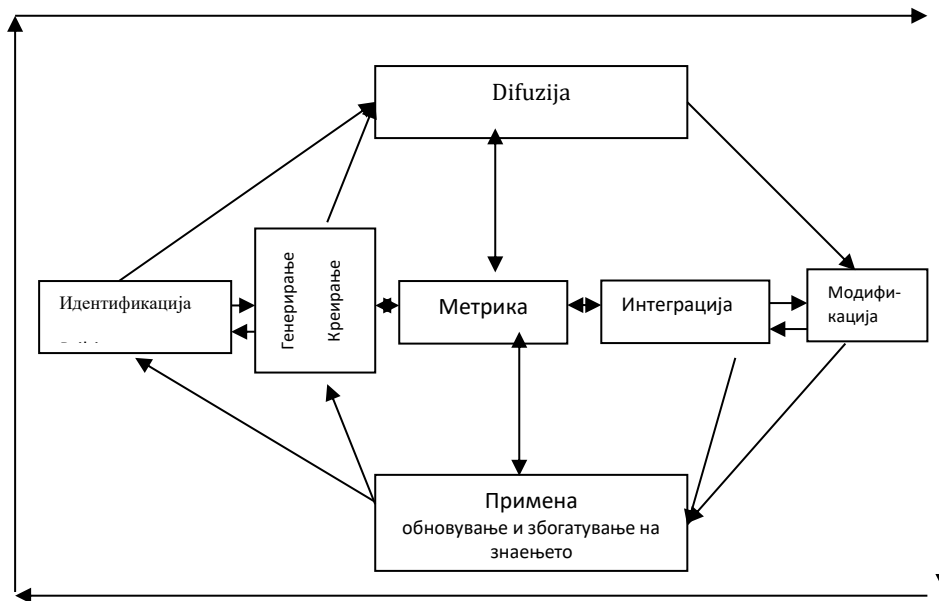 Difuzija
Идентификација
Генерирање
Креирање
Метрика
Интеграција
Модифи-
кација
Примена
обновување и збогатување на
знаењето